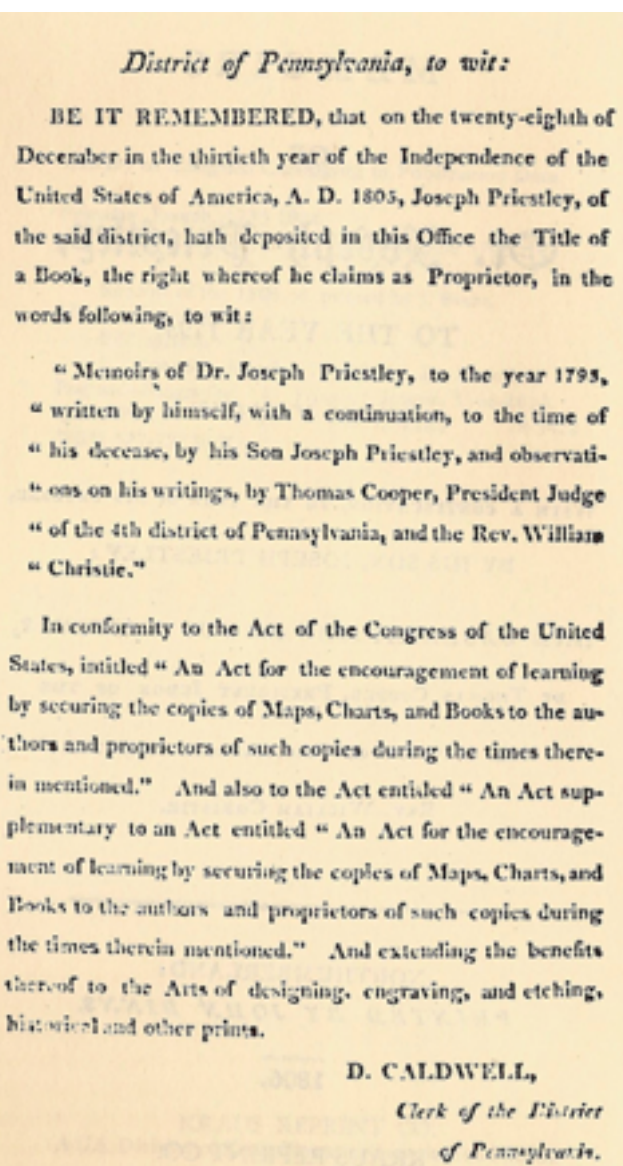 District of Pennsylvania, to wit:
BE IT REMEMBERED, that on the twenty-eighth of
December in the thirtieth year of the Independence of the
United States of America, A. D. 1805, Joseph Priestley, of
the said district, hath deposited in this Office the Title of
a Book, the right whereof he claims as Proprietor, in the
words following, to wit:
“ Memoirs of Dr. Joseph Priestley, to the year 1795,
“ written by himself, with a continuation, to the time of
“ his decease, by his Son Joseph Priestley, and observati-
“ ons on his writings, by Thomas Cooper, President Judge
“ of the 4th district of Pennsylvania, and the Rev. William
“ Christie.”
In conformity to the Act of the Congress of the United
States, intitled “ An Act for the encouragement of learning
by securing the copies of Maps, Charts, and Books to the au-
thors and proprietors of such copies during the times there-
in mentioned.” And also to the Act entitled “ An Act sup-
plementary to an Act entitled “ An Act for the encourage-
ment of learning by securing the copies of Maps, Charts, and
Books to the authors and proprietors of such copies during
the times therein mentioned.” And extending the benefits
thereof to the Arts of designing, engraving, and etching,
historical and other prints.
D. CALDWELL,
Clerk of the District
of Pennsylvania.